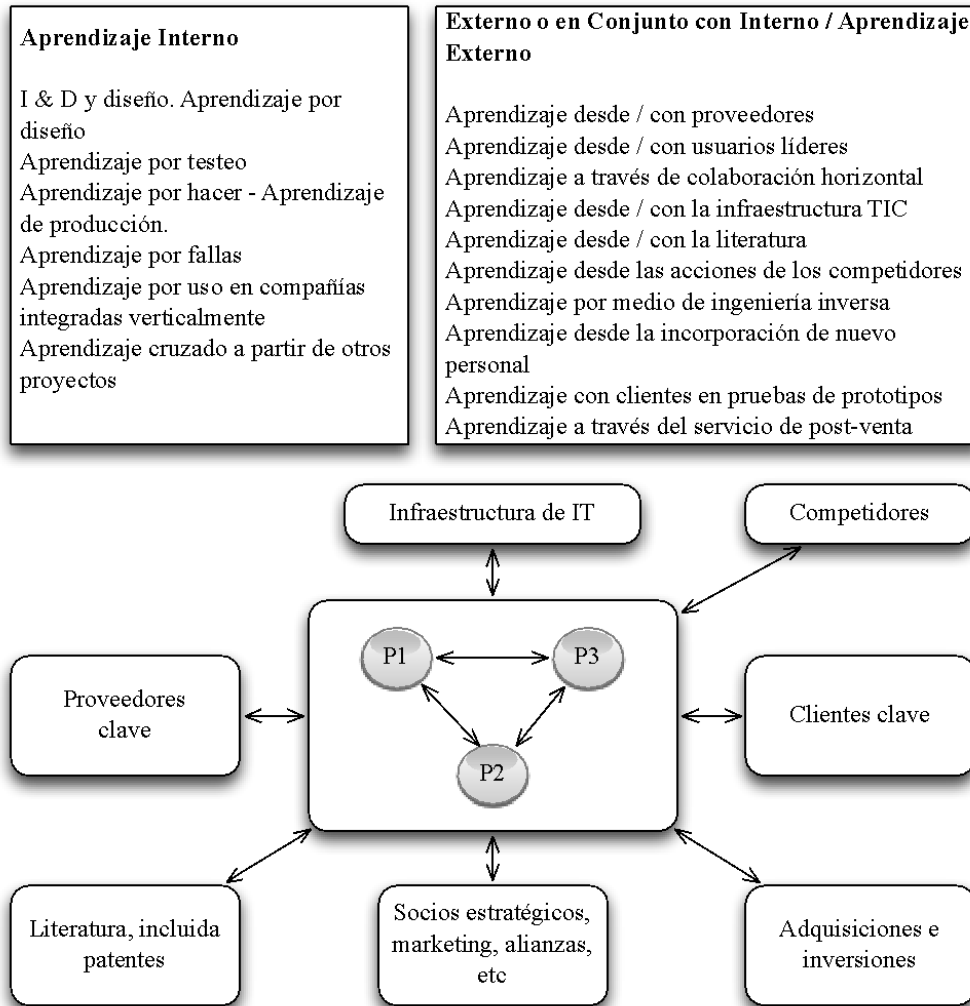 Aprendizaje Interno
I & D y diseño. Aprendizaje por
diseño
Aprendizaje por testeo
Aprendizaje por hacer - Aprendizaje
de producción.
Aprendizaje por fallas
Aprendizaje por uso en compañías
integradas verticalmente
Aprendizaje cruzado a partir de otros
proyectos
Externo o en Conjunto con Interno / Aprendizaje
Externo
Aprendizaje desde / con proveedores
Aprendizaje desde / con usuarios líderes
Aprendizaje a través de colaboración horizontal
Aprendizaje desde / con la infraestructura TIC
Aprendizaje desde / con la literatura
Aprendizaje desde las acciones de los competidores
Aprendizaje por medio de ingeniería inversa
Aprendizaje desde la incorporación de nuevo
personal
Aprendizaje con clientes en pruebas de prototipos
Aprendizaje a través del servicio de post-venta
Infraestructura de IT
Competidores
P1
P3
P2
Proveedores
clave
Clientes clave
Literatura, incluida
patentes
Socios estratégicos,
marketing, alianzas,
etc
Adquisiciones e
inversiones